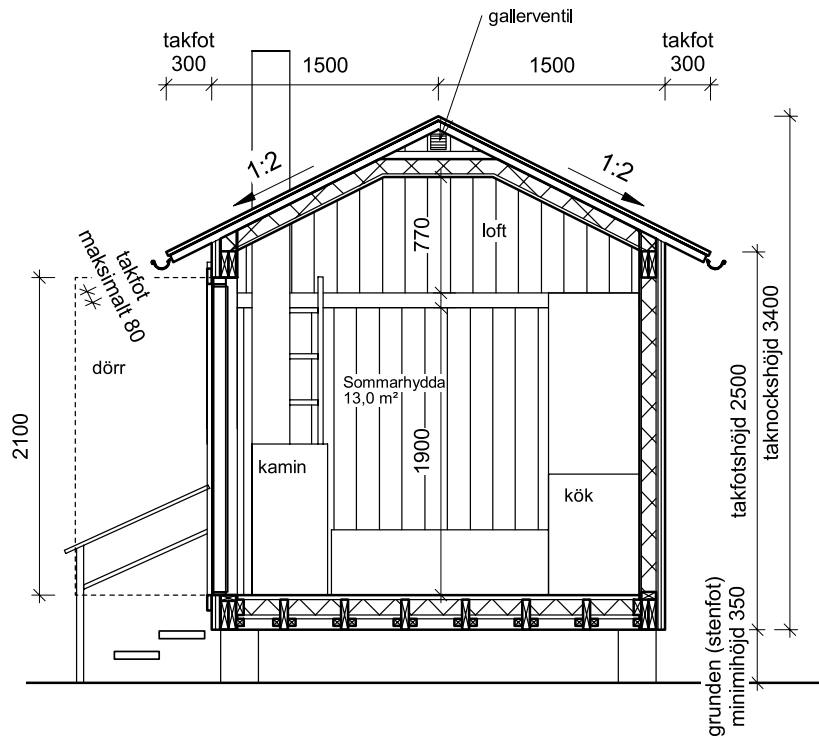 gallerventil
takfot
300
1500
1500
takfot
300
1:2
1:2
770
loft
takfot
maksimalt 80
dörr
2100
Sommarhydda
13,0 m²
1900
kamin
kök
takfotshöjd 2500
taknockshöjd 3400
grunden (stenfot)
minimihöjd 350